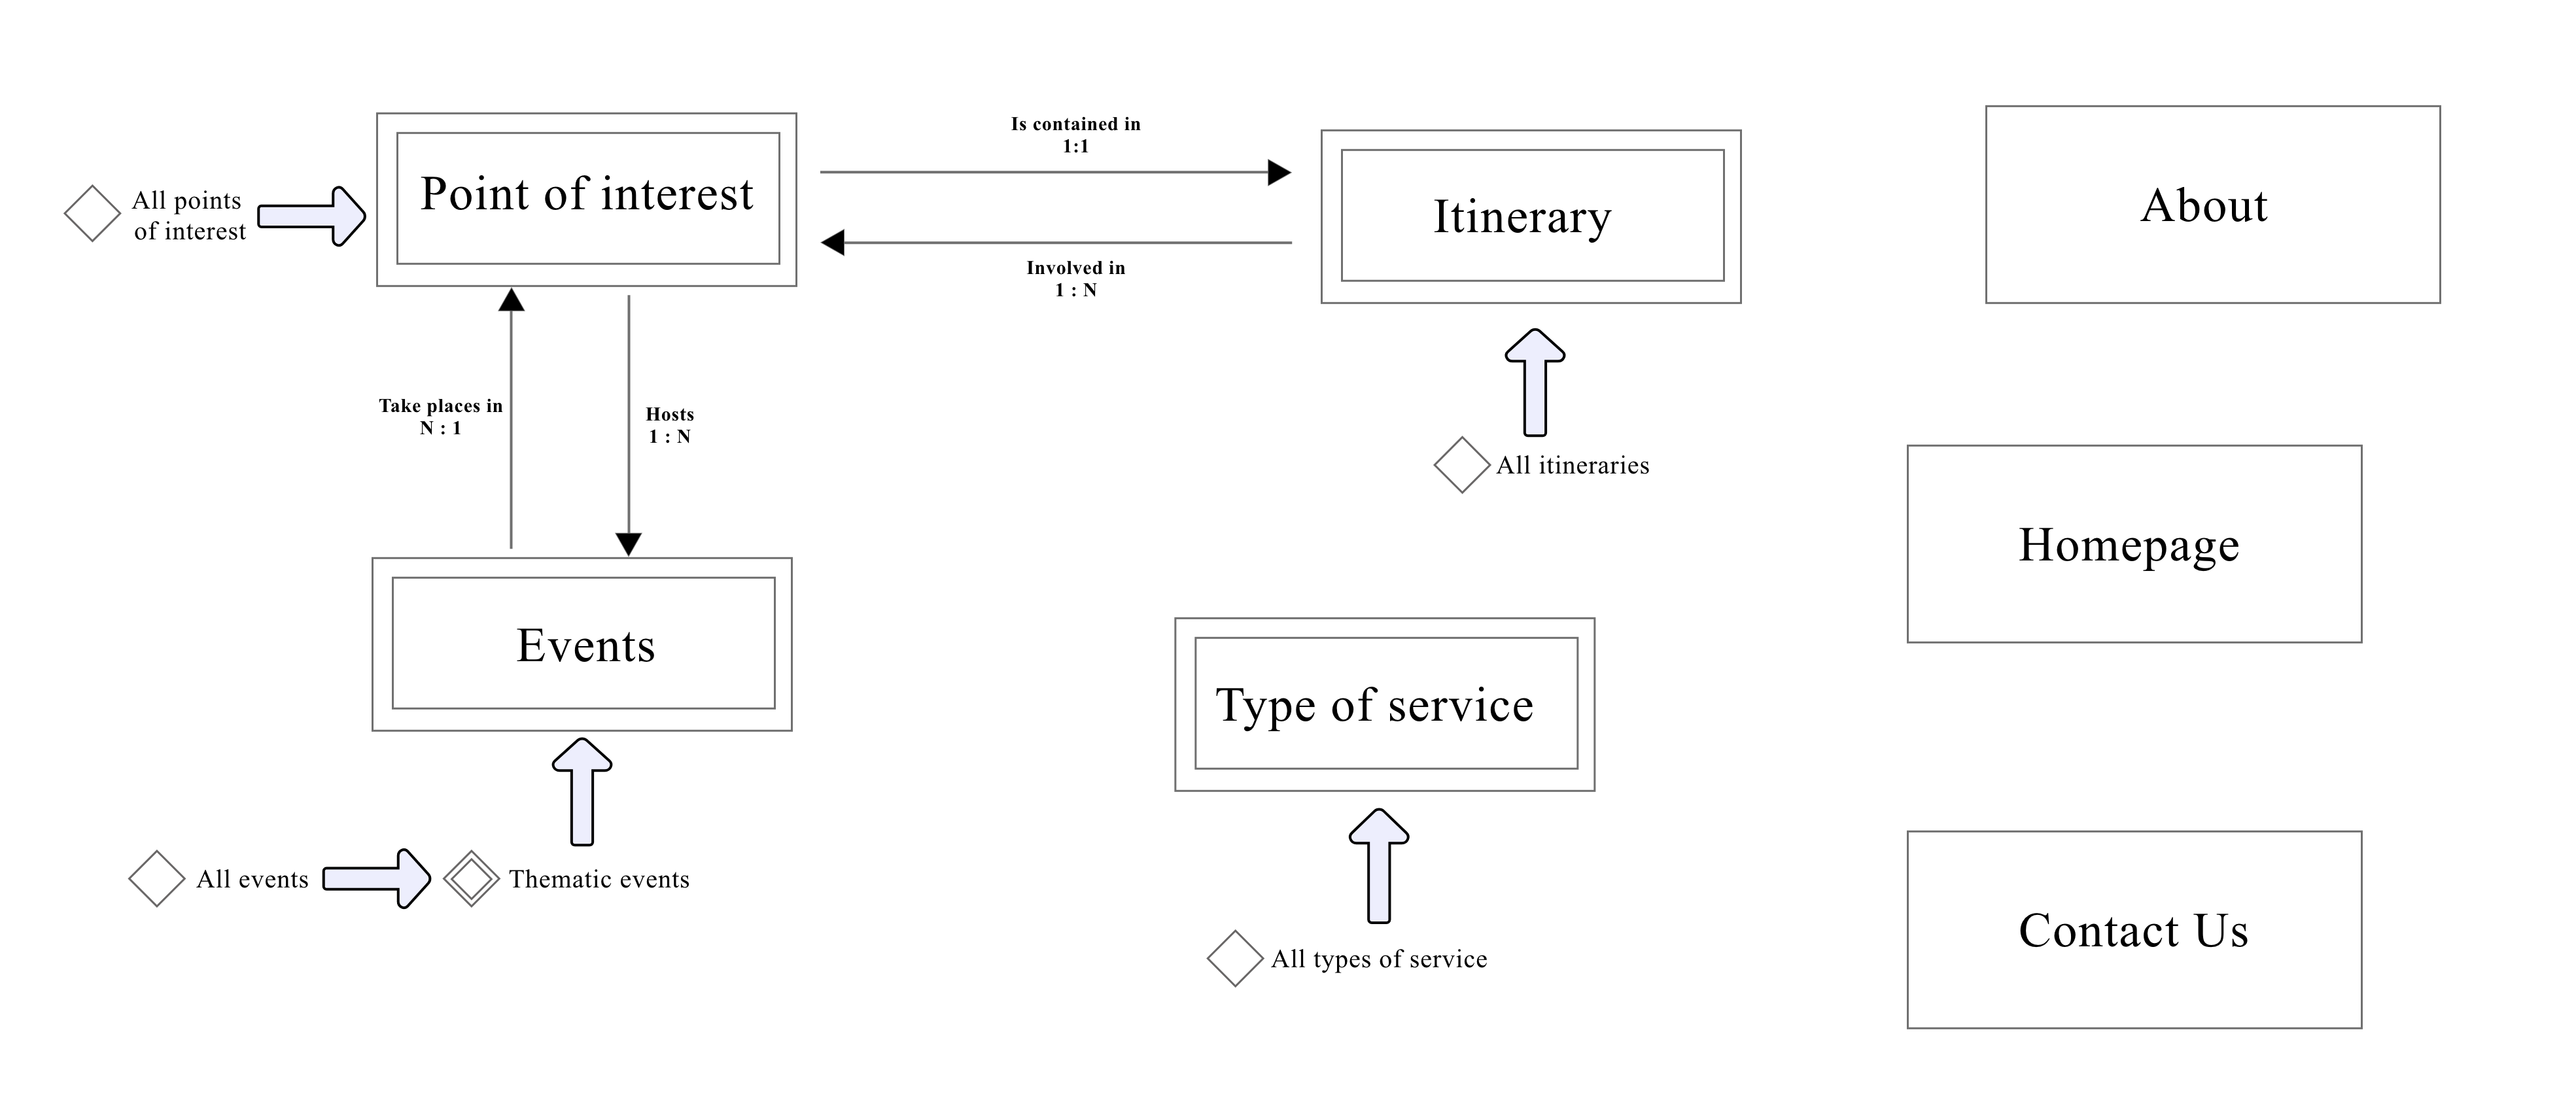 Is contained in
1:1
Point of interest
Itinerary
About
All points
of interest
Involved in
1 : N
Take places in
N : 1
Hosts
1 : N
All itineraries
Homepage
Events
Type of service
All events
Thematic events
All types of service
Contact Us